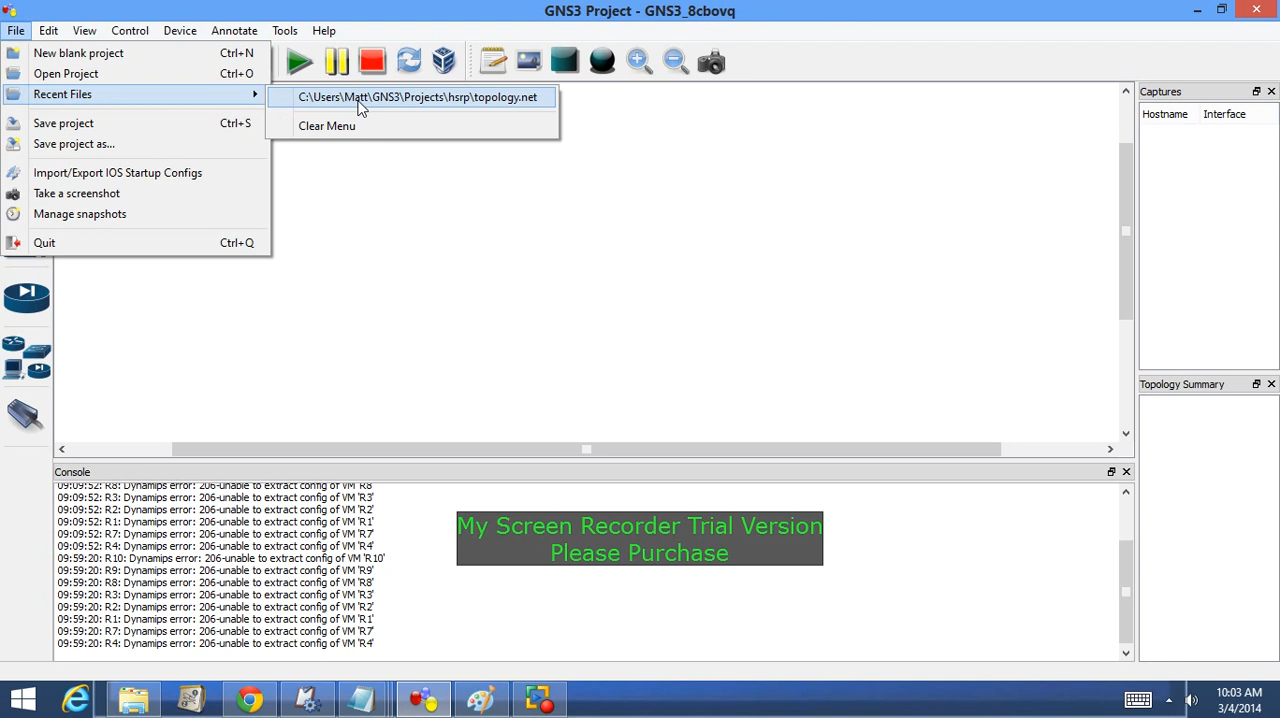 GNS3 Project - GNS3_8cbovq
File Edit View Control Device Annotate Tools Help
New blank project Ctrl+N
Open Project Ctrl+O
Recent Files
C:\Users\Matt\GNS3\Projects\hsrp\topology.net
Clear Menu
Save project Ctrl+S
Save project as...
Import/Export IOS Startup Configs
Take a screenshot
Manage snapshots
Quit Ctrl+Q
Captures
Hostname Interface
Topology Summary
Console
09:09:52: R8: Dynamips error: 206-unable to extract config of VM 'R8'
09:09:52: R3: Dynamips error: 206-unable to extract config of VM 'R3'
09:09:52: R2: Dynamips error: 206-unable to extract config of VM 'R2'
09:09:52: R1: Dynamips error: 206-unable to extract config of VM 'R1'
09:09:52: R7: Dynamips error: 206-unable to extract config of VM 'R7'
09:09:52: R4: Dynamips error: 206-unable to extract config of VM 'R4'
09:59:20: R10: Dynamips error: 206-unable to extract config of VM 'R10'
09:59:20: R9: Dynamips error: 206-unable to extract config of VM 'R9'
09:59:20: R8: Dynamips error: 206-unable to extract config of VM 'R8'
09:59:20: R3: Dynamips error: 206-unable to extract config of VM 'R3'
09:59:20: R2: Dynamips error: 206-unable to extract config of VM 'R2'
09:59:20: R1: Dynamips error: 206-unable to extract config of VM 'R1'
09:59:20: R7: Dynamips error: 206-unable to extract config of VM 'R7'
09:59:20: R4: Dynamips error: 206-unable to extract config of VM 'R4'
My Screen Recorder Trial Version
Please Purchase
10:03 AM
3/4/2014